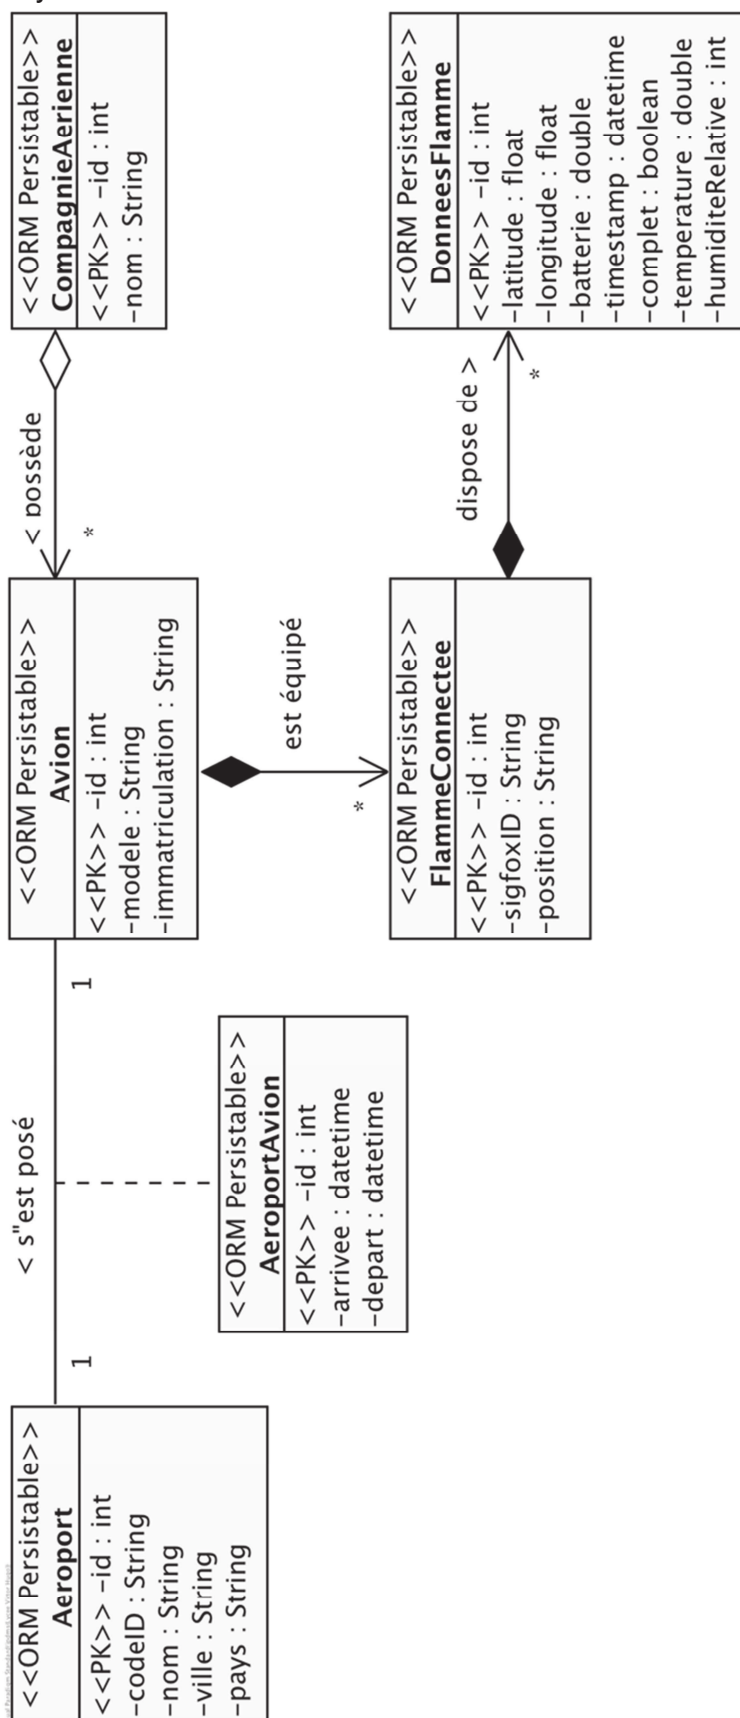 <<ORM Persistable>>
Aeroport
<<PK>> -id : int
-codeID : String
-nom : String
-ville : String
-pays : String
< s"est posé
1
1
<<ORM Persistable>>
AeroportAvion
<<PK>> -id : int
-arrivee : datetime
-depart : datetime
<<ORM Persistable>>
Avion
<<PK>> -id : int
-modele : String
-immatriculation : String
< possède
*
<<ORM Persistable>>
CompagnieAerienne
<<PK>> -id : int
-nom : String
est équipé
*
<<ORM Persistable>>
FlammeConnectee
<<PK>> -id : int
-sigfoxID : String
-position : String
dispose de >
*
<<ORM Persistable>>
DonneesFlamme
<<PK>> -id : int
-latitude : float
-longitude : float
-batterie : double
-timestamp : datetime
-complet : boolean
-temperature : double
-humiditeRelative : int